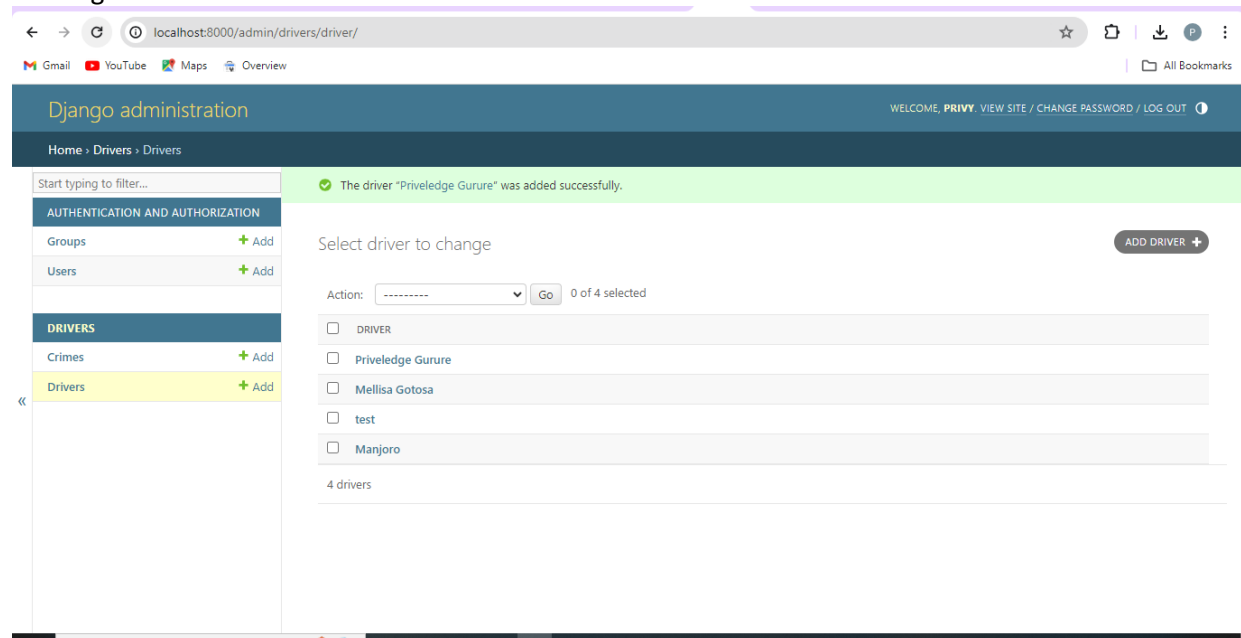 localhost:8000/admin/drivers/driver/
Gmail YouTube Maps Overview All Bookmarks
Django administration
WELCOME, PRIVY. VIEW SITE / CHANGE PASSWORD / LOG OUT
Home › Drivers › Drivers
Start typing to filter...
AUTHENTICATION AND AUTHORIZATION
Groups + Add
Users + Add
DRIVERS
Crimes + Add
Drivers + Add
«
The driver “Priveledge Gurure” was added successfully.
Select driver to change
ADD DRIVER +
Action: --------- Go 0 of 4 selected
DRIVER
Priveledge Gurure
Mellisa Gotosa
test
Manjoro
4 drivers